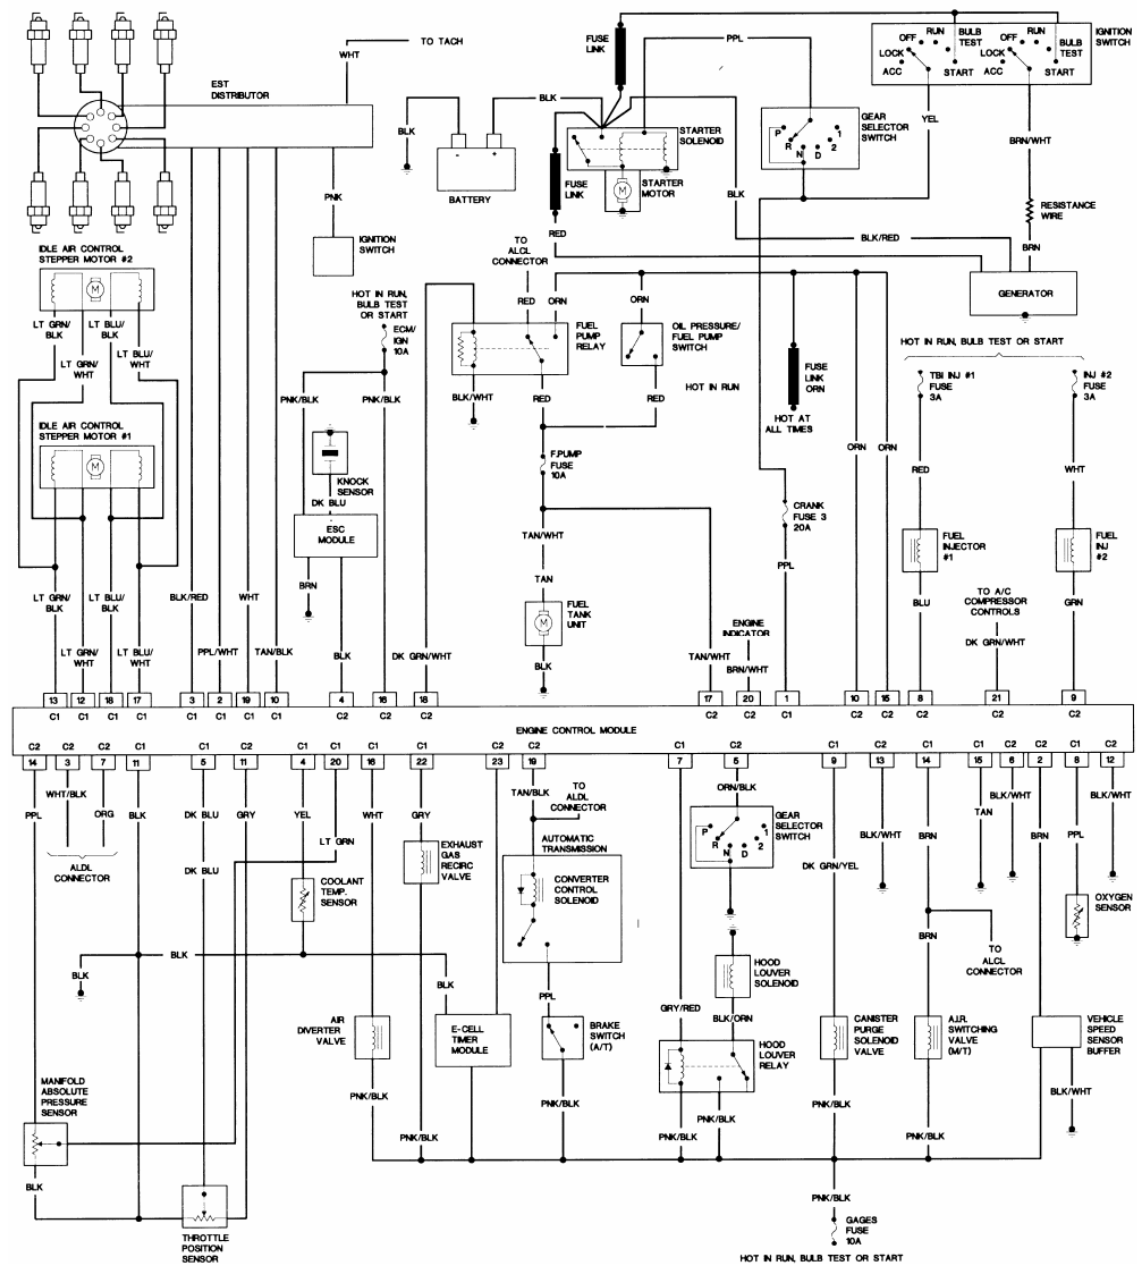 TO TACH
WHT
EST
DISTRIBUTOR
FUSE
LINK
PPL
OFF
RUN
BULB
TEST
LOCK
ACC
START
OFF
RUN
BULB
TEST
LOCK
ACC
START
IGNITION
SWITCH
BLK
BLK
- +
BATTERY
STARTER
SOLENOID
M
STARTER
MOTOR
FUSE
LINK
P
R
N
D
2
1
GEAR
SELECTOR
SWITCH
YEL
BRN/WHT
RESISTANCE
WIRE
BRN
PNK
IGNITION
SWITCH
BLK
BLK/RED
RED
GENERATOR
IDLE AIR CONTROL
STEPPER MOTOR #2
M
LT GRN/
BLK
LT BLU/
BLK
LT GRN/
WHT
LT BLU/
WHT
TO
ALCL
CONNECTOR
HOT IN RUN,
BULB TEST
OR START
ECM/
IGN
10A
RED
ORN
ORN
FUEL
PUMP
RELAY
OIL PRESSURE/
FUEL PUMP
SWITCH
HOT IN RUN
FUSE
LINK
ORN
HOT AT
ALL TIMES
HOT IN RUN, BULB TEST OR START
TBI INJ #1
FUSE
3A
INJ #2
FUSE
3A
PNK/BLK
PNK/BLK
BLK/WHT
RED
RED
IDLE AIR CONTROL
STEPPER MOTOR #1
M
KNOCK
SENSOR
DK BLU
ESC
MODULE
BRN
F.PUMP
FUSE
10A
TAN/WHT
TAN
FUEL
TANK
UNIT
M
BLK
CRANK
FUSE 3
20A
PPL
ORN
ORN
RED
WHT
FUEL
INJECTOR
#1
FUEL
INJ
#2
BLU
GRN
TO A/C
COMPRESSOR
CONTROLS
DK GRN/WHT
ENGINE
INDICATOR
LT GRN/
BLK
LT BLU/
BLK
LT GRN/
WHT
LT BLU/
WHT
BLK/RED
PPL/WHT
WHT
TAN/BLK
BLK
DK GRN/WHT
TAN/WHT
BRN/WHT
13 12 18 17 3 2 19 10 4 16 18 17 20 1 10 15 8 21 9
C1 C1 C1 C1 C1 C1 C1 C1 C2 C2 C2 C2 C2 C1 C2 C2 C2 C2 C2
ENGINE CONTROL MODULE
C2 C2 C2 C1 C1 C1 C1 C1 C1 C1 C2 C2 C1 C2 C1 C2 C1 C1 C2 C2 C1 C2
14 3 7 11 5 11 4 20 16 22 23 19 7 5 9 13 14 15 6 2 8 12
PPL
WHT/BLK
ORG
BLK
DK BLU
GRY
YEL
LT GRN
WHT
GRY
TAN/BLK
TO
ALDL
CONNECTOR
ORN/BLK
BLK/WHT
BRN
TAN
BLK/WHT
BRN
PPL
BLK/WHT
ALDL
CONNECTOR
DK BLU
COOLANT
TEMP.
SENSOR
EXHAUST
GAS
RECIRC
VALVE
AUTOMATIC
TRANSMISSION
CONVERTER
CONTROL
SOLENOID
P
R
N
D
2
1
GEAR
SELECTOR
SWITCH
DK GRN/YEL
OXYGEN
SENSOR
BRN
TO
ALCL
CONNECTOR
BLK
BLK
BLK
PPL
HOOD
LOUVER
SOLENOID
GRY/RED
BLK/ORN
AIR
DIVERTER
VALVE
E-CELL
TIMER
MODULE
BRAKE
SWITCH
(A/T)
HOOD
LOUVER
RELAY
CANISTER
PURGE
SOLENOID
VALVE
A.I.R.
SWITCHING
VALVE
(M/T)
VEHICLE
SPEED
SENSOR
BUFFER
BLK/WHT
MANIFOLD
ABSOLUTE
PRESSURE
SENSOR
PNK/BLK
PNK/BLK
PNK/BLK
PNK/BLK
PNK/BLK
PNK/BLK
PNK/BLK
BLK
THROTTLE
POSITION
SENSOR
PNK/BLK
GAGES
FUSE
10A
HOT IN RUN, BULB TEST OR START